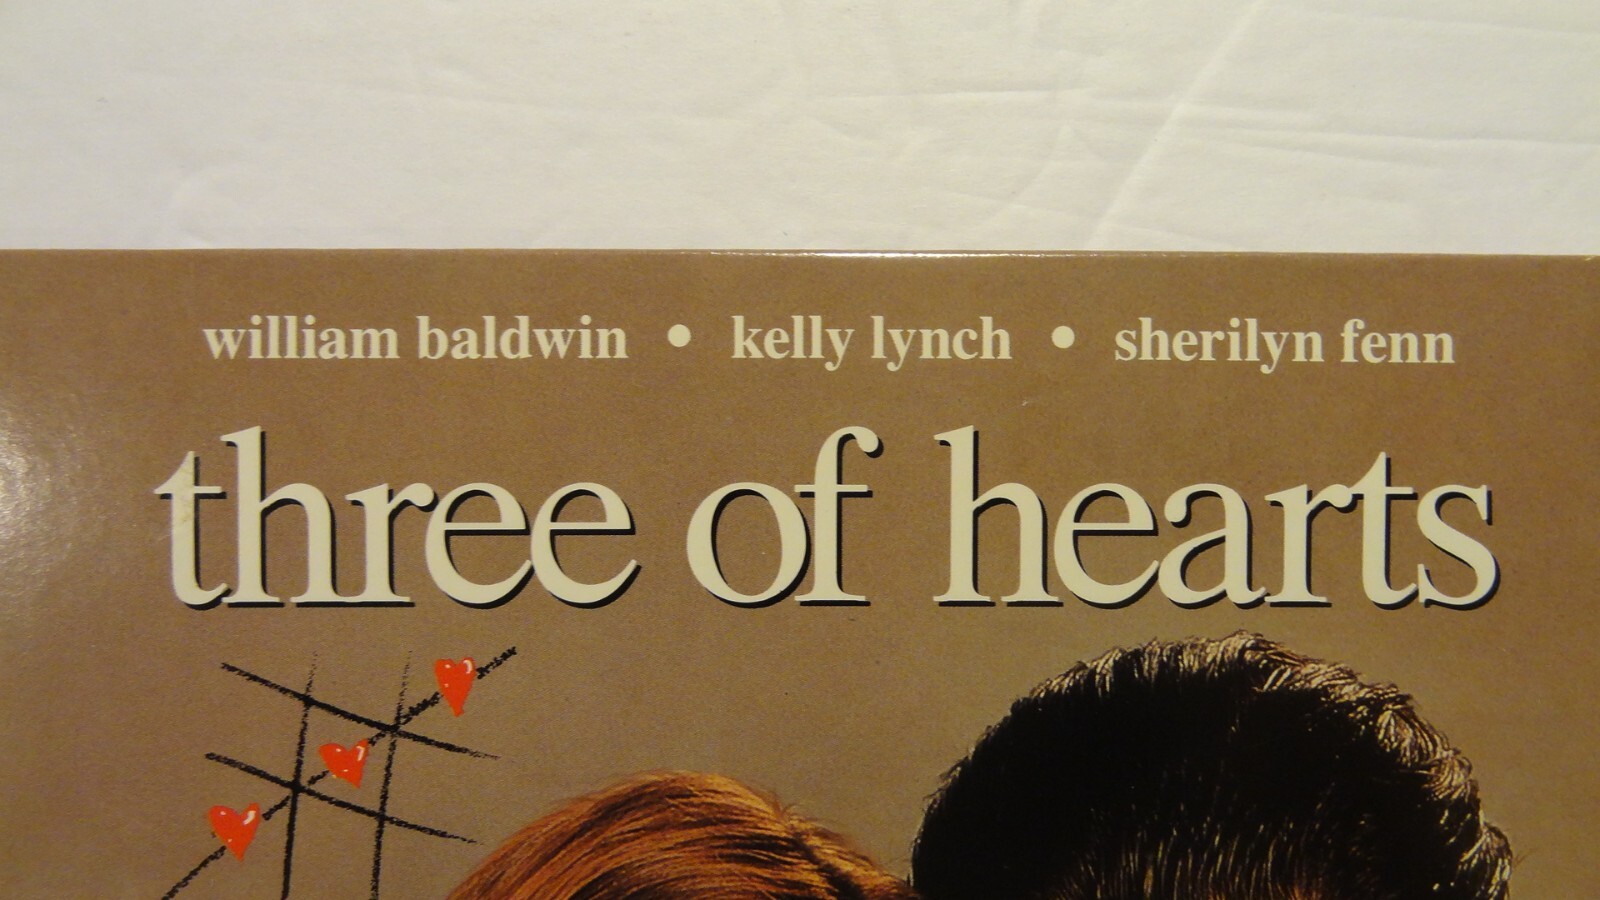 william baldwin • kelly lynch • sherilyn fenn
three of hearts